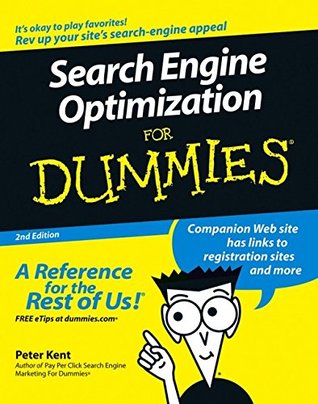 It's okay to play favorites!
Rev up your site's search-engine appeal
Search Engine
Optimization
FOR
DUMMIES®
2nd Edition
Companion Web site
has links to
registration sites
and more
A Reference
for the
Rest of Us!®
FREE eTips at dummies.com®
Peter Kent
Author of Pay Per Click Search Engine
Marketing For Dummies®